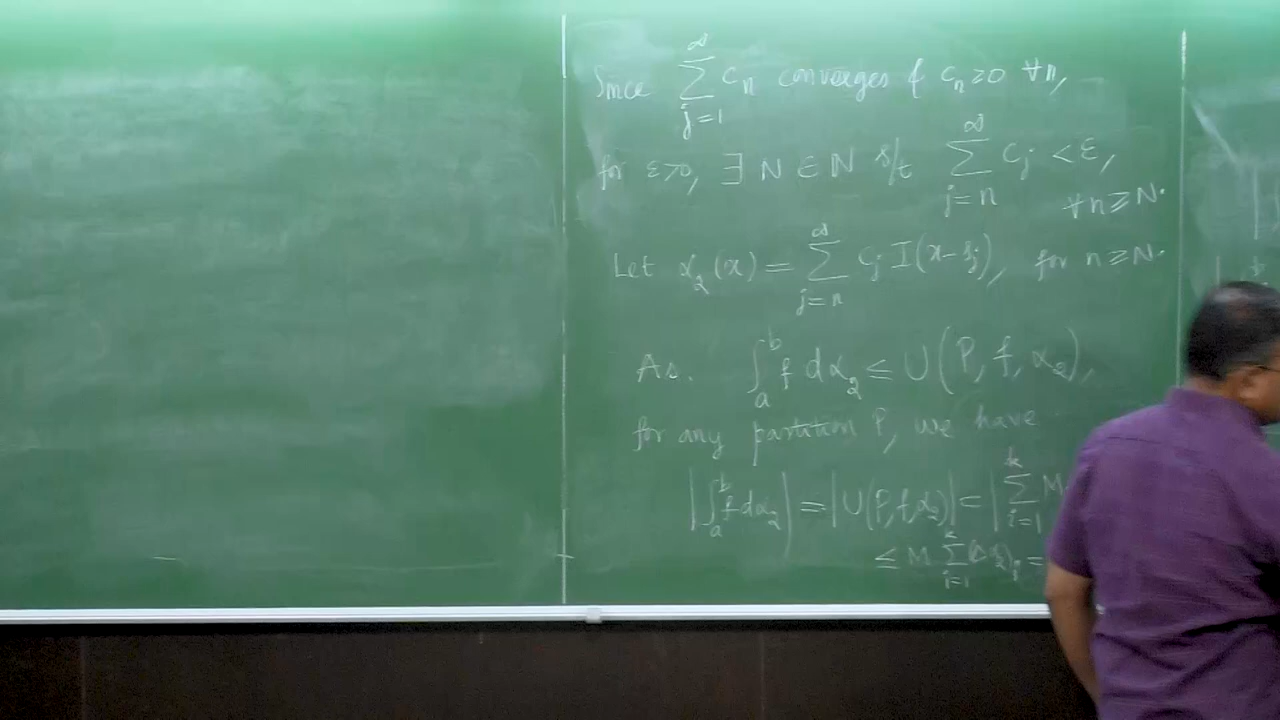 Since ∑_{j=1}^{∞} c_n converges & c_n ≥ 0 ∀n,
for ε>0, ∃ N ∈ ℕ s/t ∑_{j=n}^{∞} c_j < ε,
∀ n ≥ N.
Let α_2(x) = ∑_{j=n}^{∞} c_j I(x-s_j), for n ≥ N.
As. ∫_a^b f dα_2 ≤ U(P, f, α_2),
for any partition P, we have
|∫_a^b f dα_2| = |U(P, f, α_2)| = |∑_{i=1}^{k} M
≤ M ∑_{i=1}^{k} (Δα_2)_i =